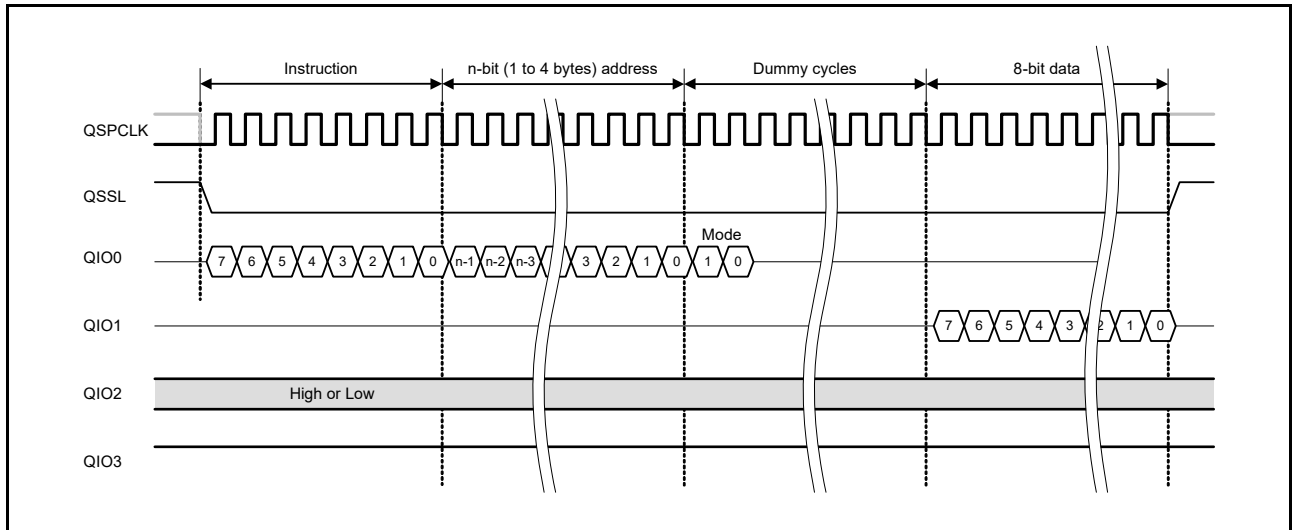 Instruction n-bit (1 to 4 bytes) address Dummy cycles 8-bit data
QSPCLK
QSSL
Mode
QIO0 7 6 5 4 3 2 1 0 n-1 n-2 n-3 3 2 1 0 1 0
QIO1 7 6 5 4 3 2 1 0
QIO2 High or Low
QIO3